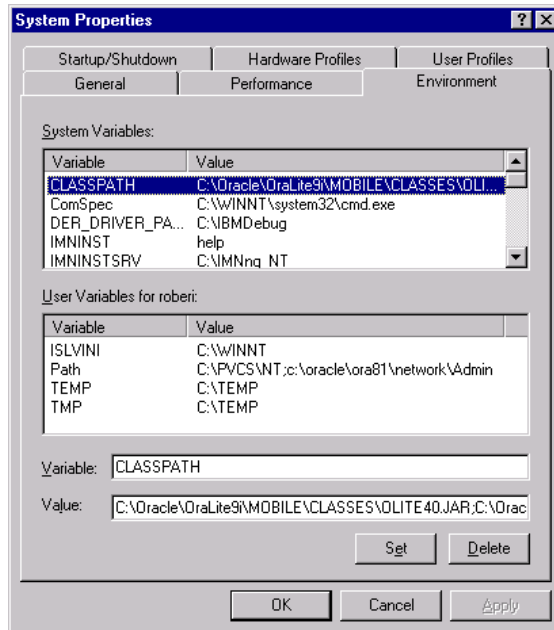 System Properties
Startup/Shutdown Hardware Profiles User Profiles
General Performance Environment
System Variables:
Variable Value
CLASSPATH C:\Oracle\OraLite9i\MOBILE\CLASSES\OLI...
ComSpec C:\WINNT\system32\cmd.exe
DER_DRIVER_PA... C:\IBMDebug
IMNINST help
IMNINSTSRV C:\IMNnq_NT
User Variables for roberi:
Variable Value
ISLVINI C:\WINNT
Path C:\PVCS\NT;c:\oracle\ora81\network\Admin
TEMP C:\TEMP
TMP C:\TEMP
Variable: CLASSPATH
Value: C:\Oracle\OraLite9i\MOBILE\CLASSES\OLITE40.JAR;C:\Orac
Set Delete
OK Cancel Apply